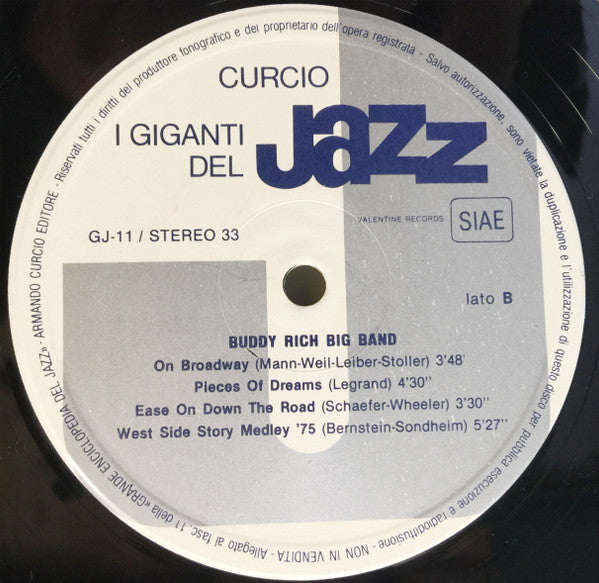 CURCIO
I GIGANTI
DEL
Jazz
GJ-11 / STEREO 33
VALENTINE RECORDS
SIAE
lato B
BUDDY RICH BIG BAND
On Broadway (Mann-Weil-Leiber-Stoller) 3'48'
Pieces Of Dreams (Legrand) 4'30''
Ease On Down The Road (Schaefer-Wheeler) 3'30''
West Side Story Medley '75 (Bernstein-Sondheim) 5'27''
Allegato al fasc. 11 della «GRANDE ENCICLOPEDIA DEL JAZZ» - ARMANDO CURCIO EDITORE - Riservati tutti i diritti del produttore fonografico e del proprietario dell'opera registrata - Salvo autorizzazione, sono vietate la duplicazione e l'utilizzazione di questo disco per pubblica esecuzione e radiodiffusione - NON IN VENDITA -